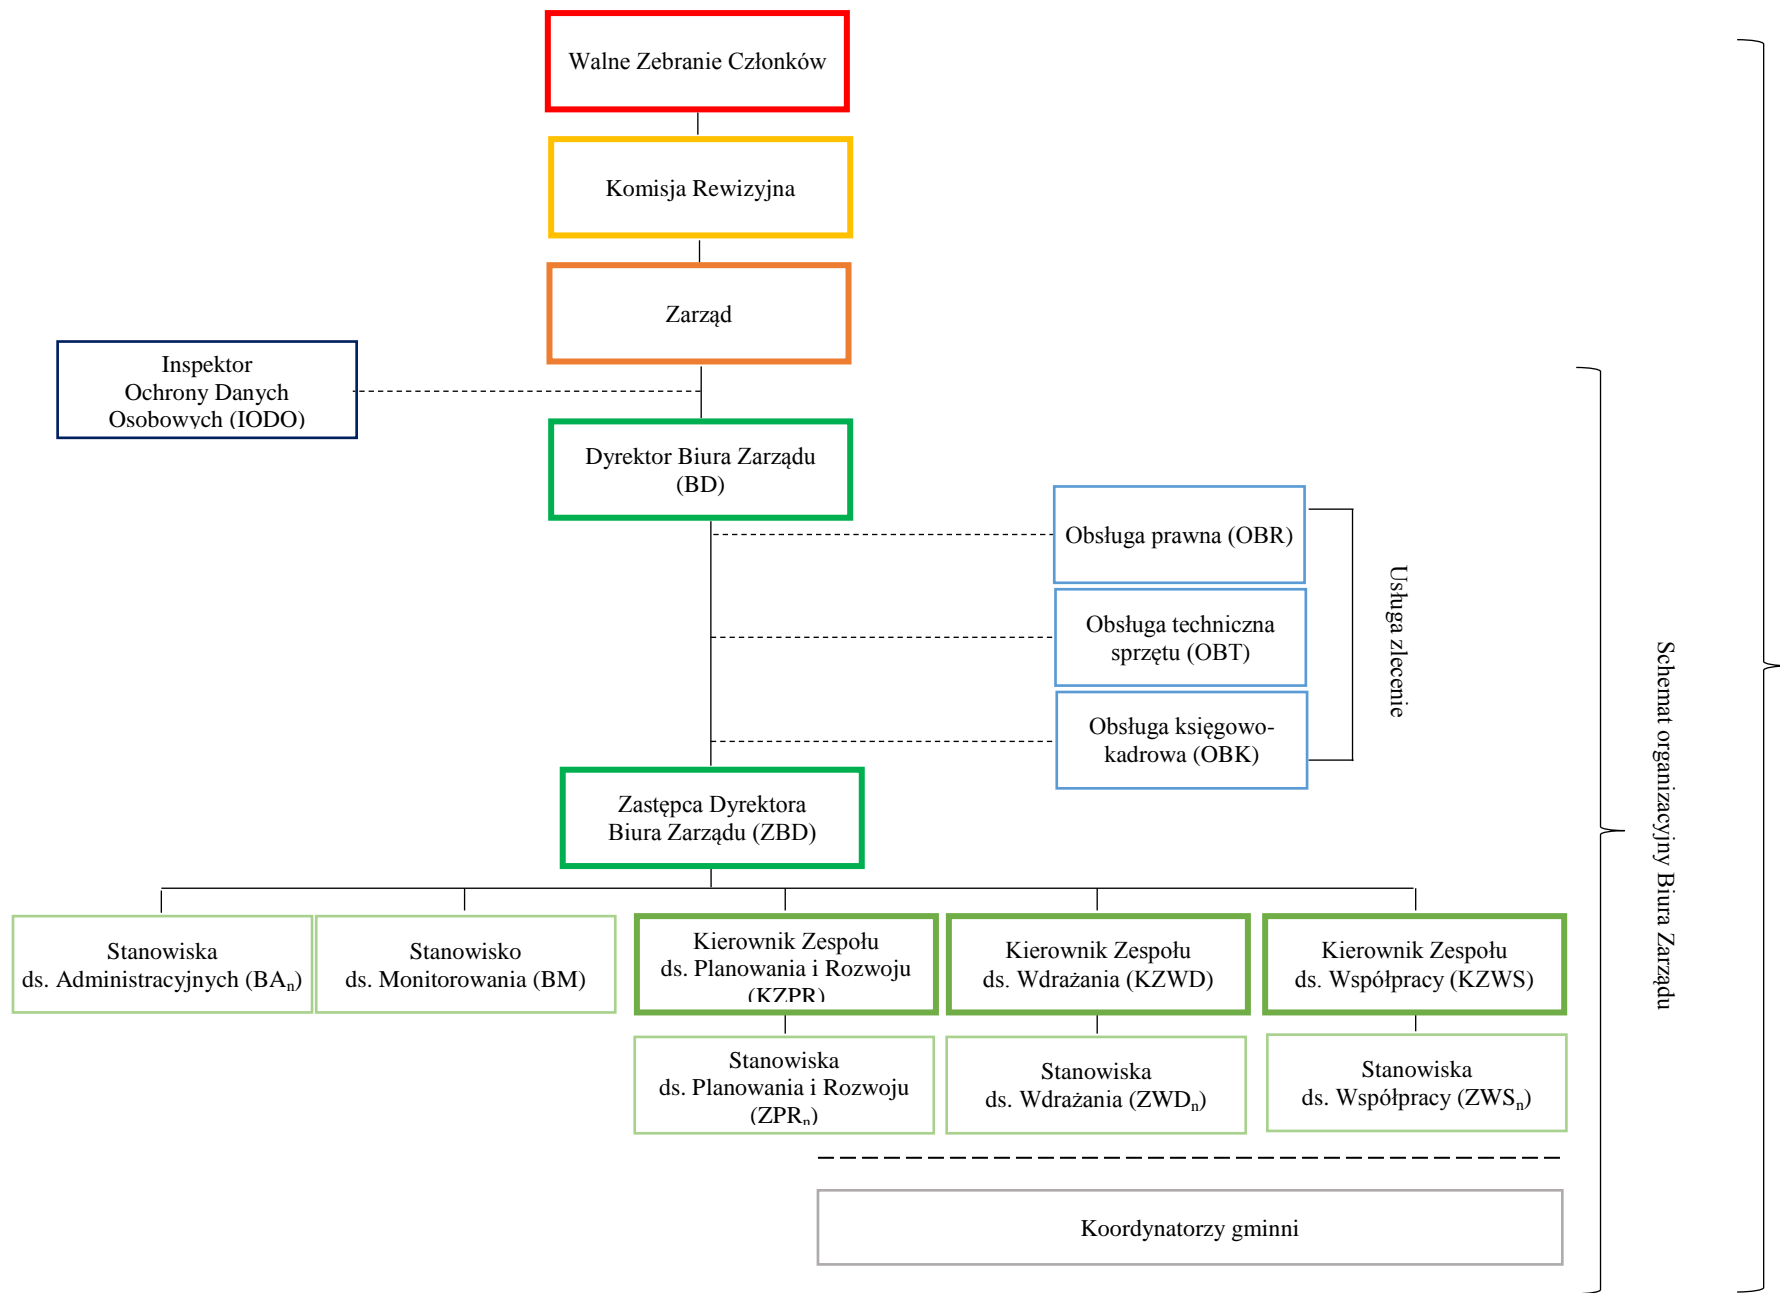 Walne Zebranie Członków
Komisja Rewizyjna
Zarząd
Inspektor
Ochrony Danych
Osobowych (IODO)
Dyrektor Biura Zarządu
(BD)
Obsługa prawna (OBR)
Obsługa techniczna
sprzętu (OBT)
Obsługa księgowo-
kadrowa (OBK)
Usługa zlecenie
Zastępca Dyrektora
Biura Zarządu (ZBD)
Stanowiska
ds. Administracyjnych (BAn)
Stanowisko
ds. Monitorowania (BM)
Kierownik Zespołu
ds. Planowania i Rozwoju
(KZPR)
Kierownik Zespołu
ds. Wdrażania (KZWD)
Kierownik Zespołu
ds. Współpracy (KZWS)
Stanowiska
ds. Planowania i Rozwoju
(ZPRn)
Stanowiska
ds. Wdrażania (ZWDn)
Stanowiska
ds. Współpracy (ZWSn)
Koordynatorzy gminni
Schemat organizacyjny Biura Zarządu